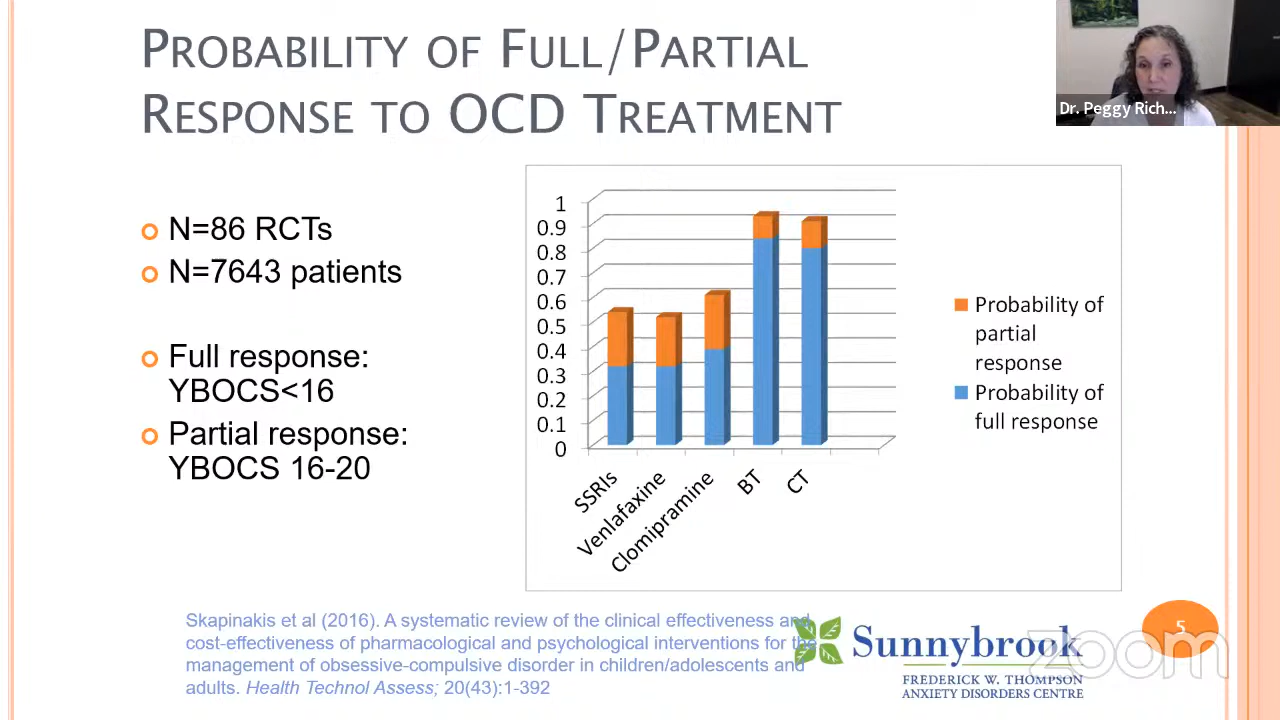 PROBABILITY OF FULL/PARTIAL
RESPONSE TO OCD TREATMENT
Dr. Peggy Rich...
N=86 RCTs
N=7643 patients
Full response:
YBOCS<16
Partial response:
YBOCS 16-20
1
0.9
0.8
0.7
0.6
0.5
0.4
0.3
0.2
0.1
0
SSRIs
Venlafaxine
Clomipramine
BT
CT
Probability of
partial
response
Probability of
full response
Skapinakis et al (2016). A systematic review of the clinical effectiveness and
cost-effectiveness of pharmacological and psychological interventions for the
management of obsessive-compulsive disorder in children/adolescents and
adults. Health Technol Assess; 20(43):1-392
Sunnybrook
FREDERICK W. THOMPSON
ANXIETY DISORDERS CENTRE
5
zoom